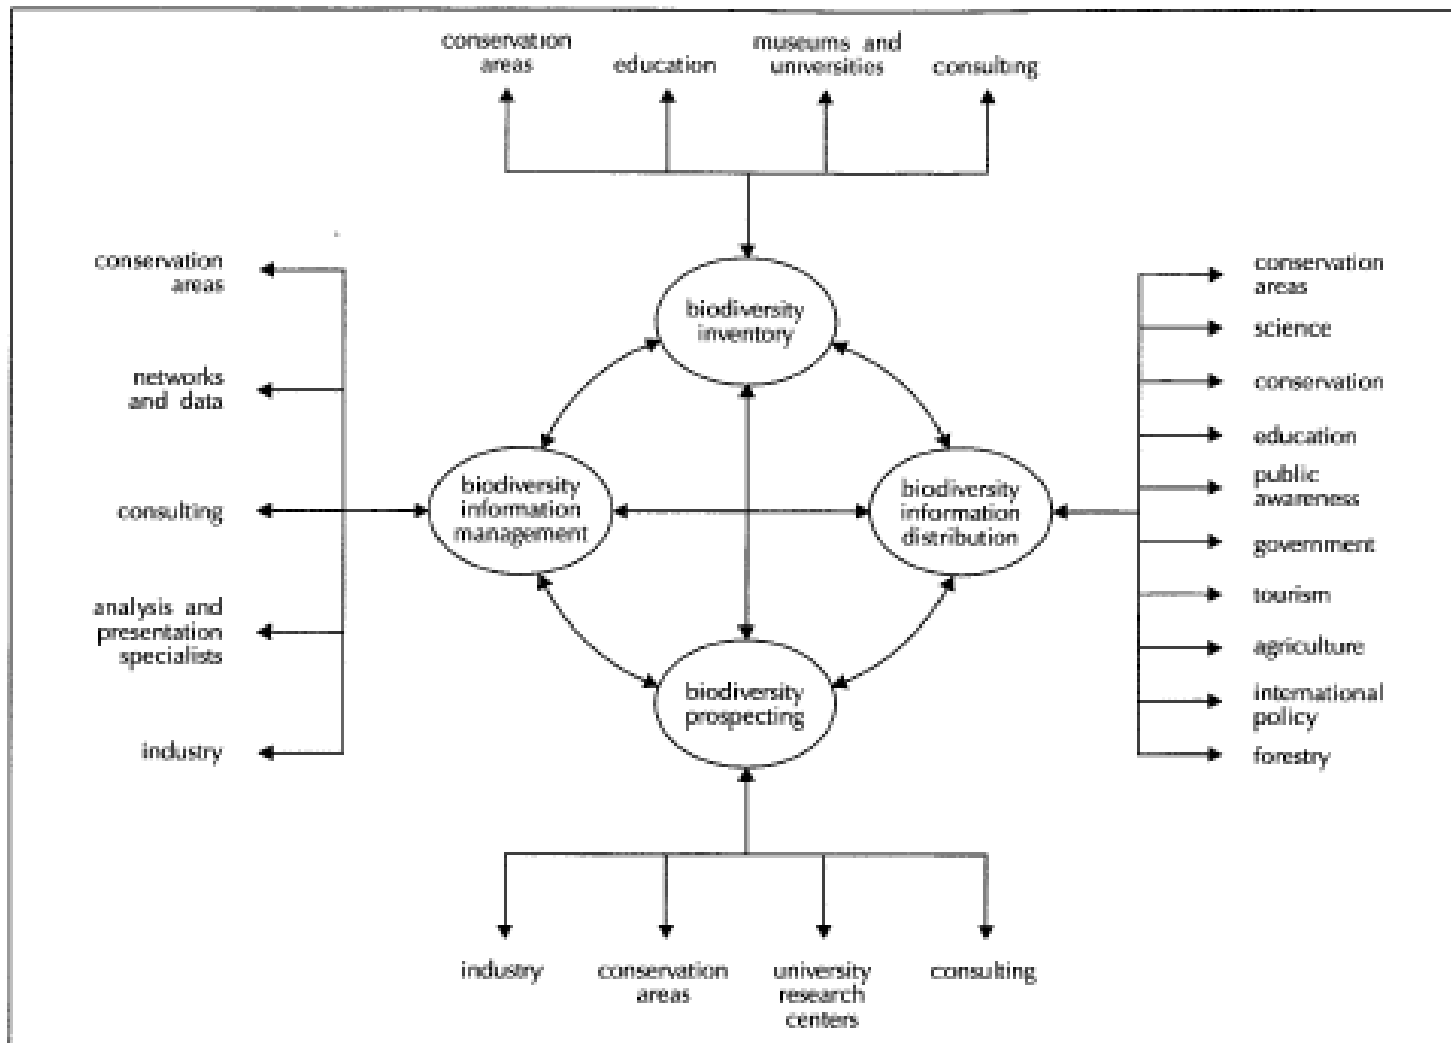 conservation
areas
education
museums and
universities
consulting
conservation
areas
networks
and data
consulting
analysis and
presentation
specialists
industry
biodiversity
inventory
biodiversity
information
management
biodiversity
information
distribution
biodiversity
prospecting
conservation
areas
science
conservation
education
public
awareness
government
tourism
agriculture
international
policy
forestry
industry
conservation
areas
university
research
centers
consulting